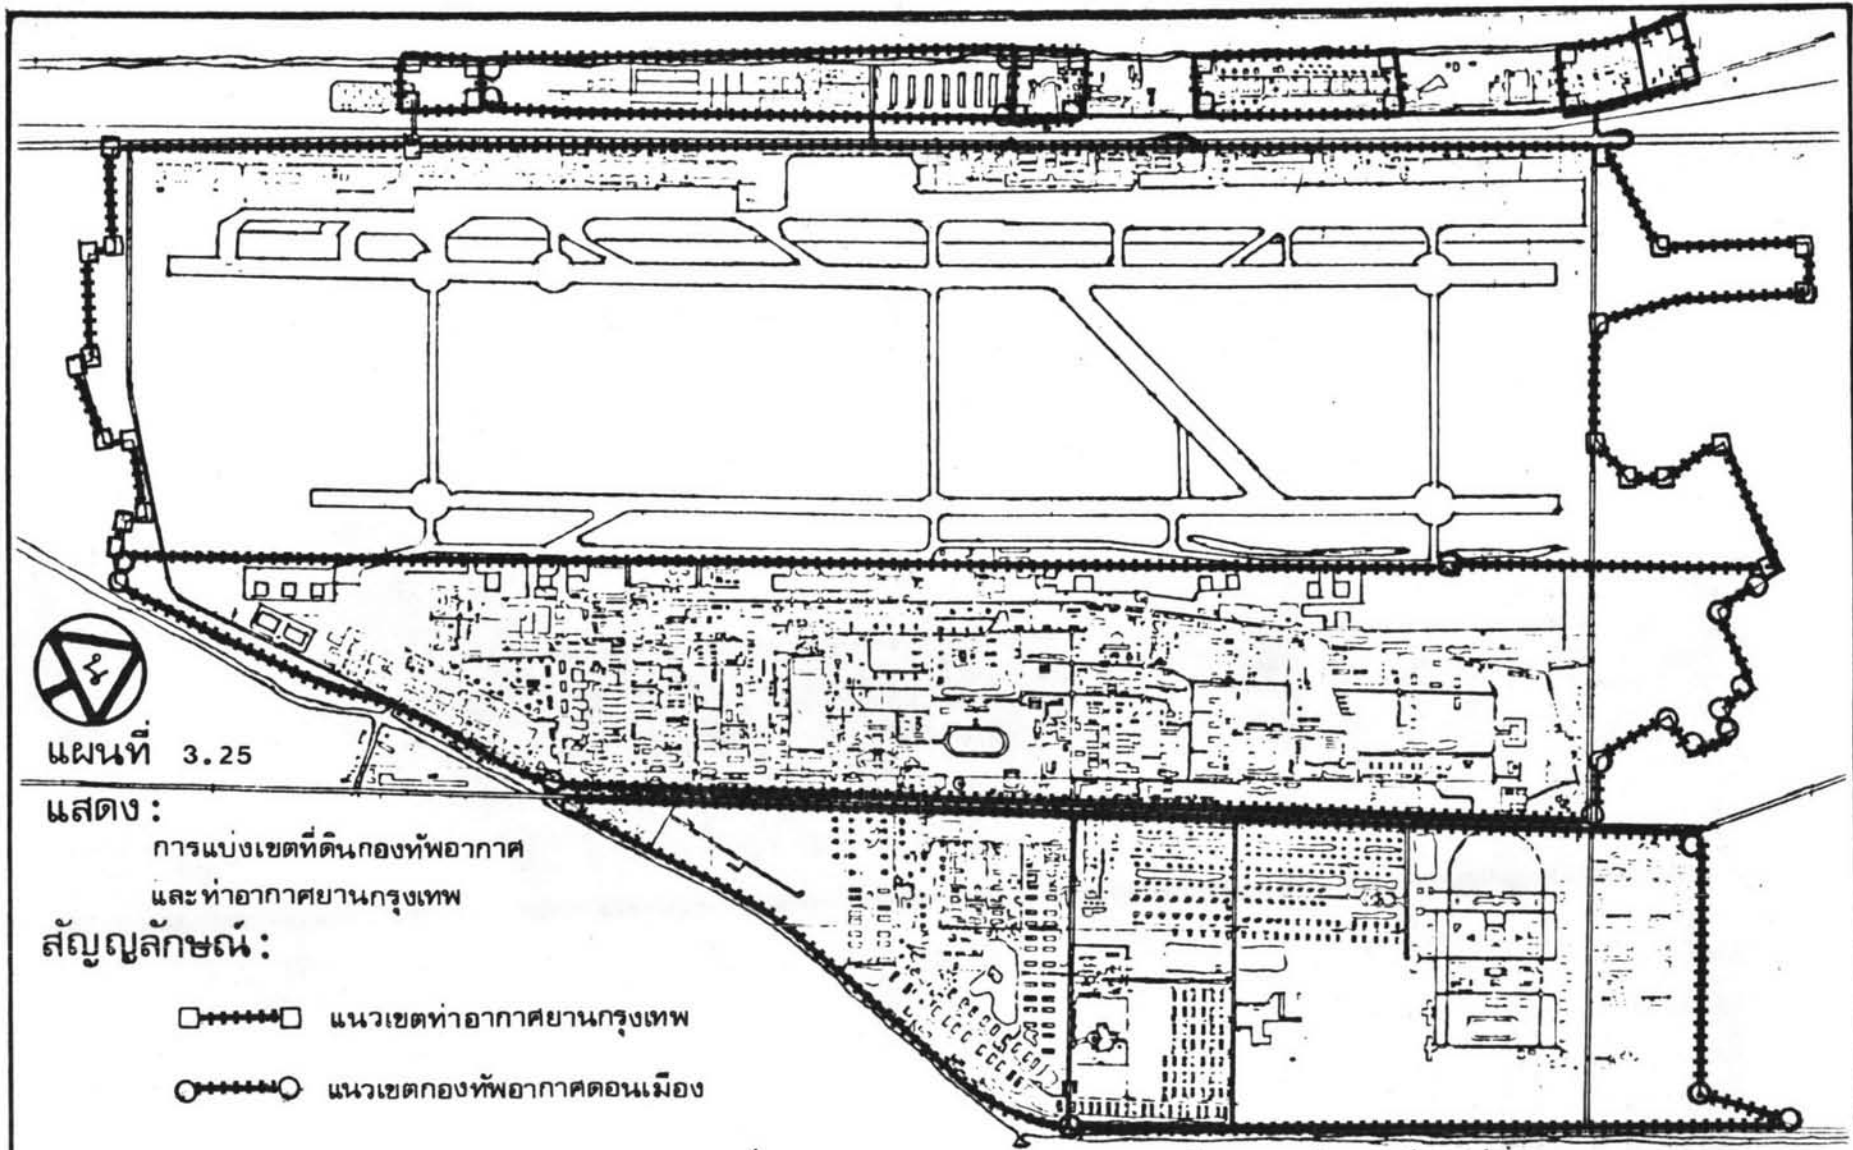 น
แผนที่ 3.25
แสดง :
การแบ่งเขตที่ดินกองทัพอากาศ
และท่าอากาศยานกรุงเทพ
สัญญลักษณ์ :
แนวเขตท่าอากาศยานกรุงเทพ
แนวเขตกองทัพอากาศดอนเมือง